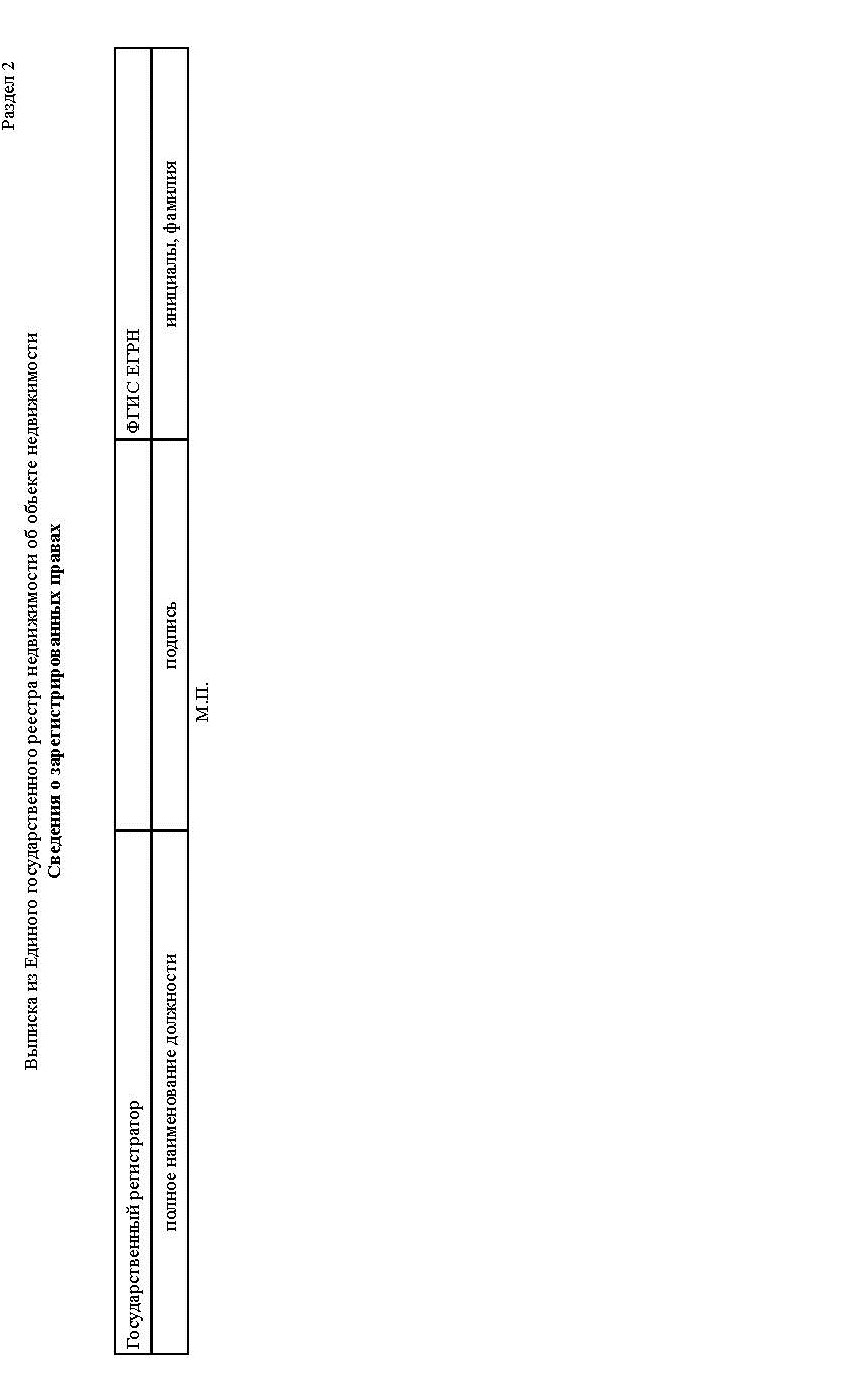 Раздел 2
Выписка из Единого государственного реестра недвижимости об объекте недвижимости
Сведения о зарегистрированных правах
Государственный регистратор ФГИС ЕГРН
полное наименование должности подпись инициалы, фамилия
М.П.